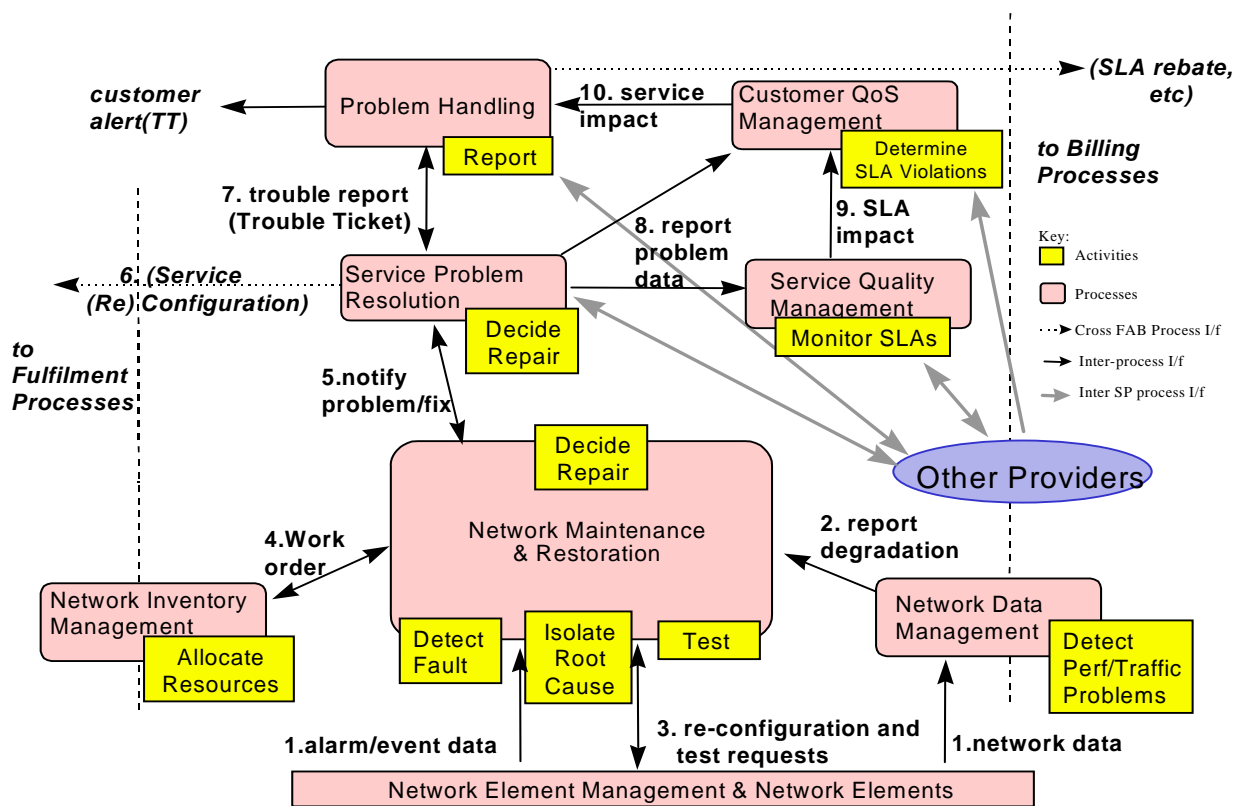 (SLA rebate,
etc)
customer
alert(TT)
Problem Handling
10. service
impact
Customer QoS
Management
Report
Determine
SLA Violations
to Billing
Processes
7. trouble report
(Trouble Ticket)
8. report
problem
data
9. SLA
impact
Key:
Activities
Processes
Cross FAB Process I/f
Inter-process I/f
Inter SP process I/f
6. (Service
(Re) Configuration)
Service Problem
Resolution
Decide
Repair
Service Quality
Management
Monitor SLAs
to
Fulfilment
Processes
5.notify
problem/fix
Decide
Repair
Other Providers
Network Maintenance
& Restoration
4.Work
order
2. report
degradation
Network Inventory
Management
Allocate
Resources
Detect
Fault
Isolate
Root
Cause
Test
Network Data
Management
Detect
Perf/Traffic
Problems
1.alarm/event data
3. re-configuration and
test requests
1.network data
Network Element Management & Network Elements